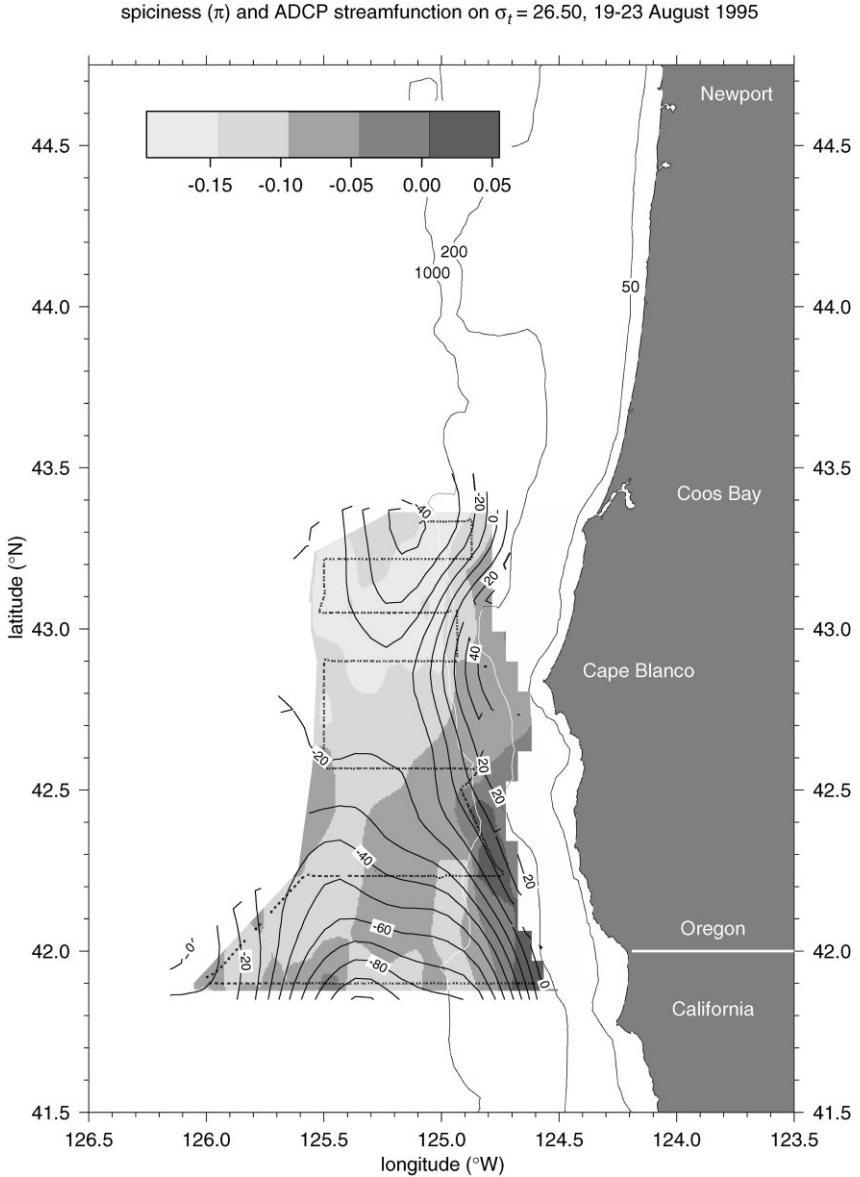 spiciness (π) and ADCP streamfunction on σt = 26.50, 19-23 August 1995
Newport
-0.15 -0.10 -0.05 0.00 0.05
44.5 44.5
200
1000
50
44.0 44.0
43.5 43.5
Coos Bay
-40
-20
0
20
43.0 43.0
latitude (°N)
40
Cape Blanco
-20
20
42.5 42.5
20
-40
20
-60
Oregon
0
42.0 42.0
-20
-80
0
California
41.5 41.5
126.5 126.0 125.5 125.0 124.5 124.0 123.5
longitude (°W)